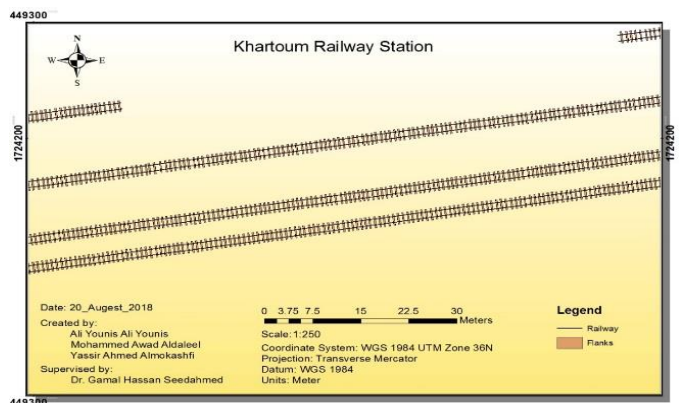 449300
Khartoum Railway Station
N
W E
S
1724200
1724200
Date: 20_Augest_2018
Created by:
Ali Younis Ali Younis
Mohammed Awad Aldaleel
Yassir Ahmed Almokashfi
Supervised by:
Dr. Gamal Hassan Seedahmed
0 3.75 7.5 15 22.5 30
Meters
Scale: 1:250
Coordinate System: WGS 1984 UTM Zone 36N
Projection: Transverse Mercator
Datum: WGS 1984
Units: Meter
Legend
Railway
Flanks
449300